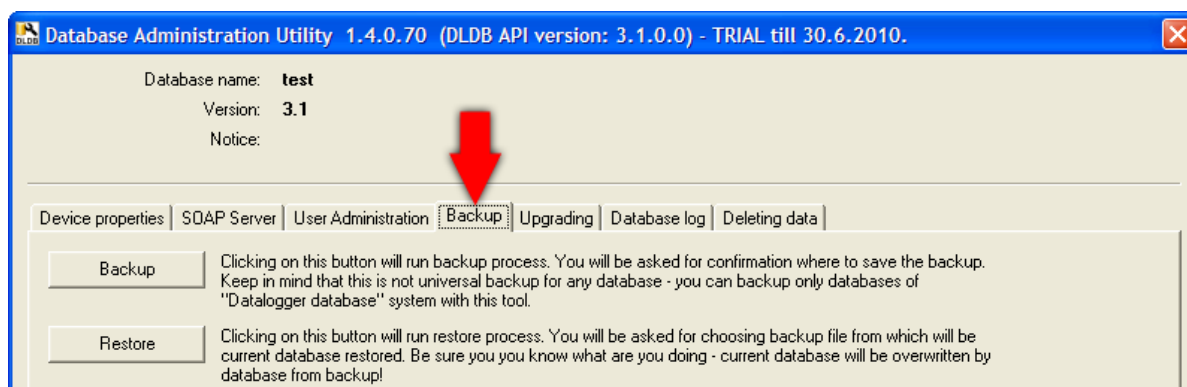 DLDB
Database Administration Utility 1.4.0.70 (DLDB API version: 3.1.0.0) - TRIAL till 30.6.2010.
Database name: test
Version: 3.1
Notice:
Device properties SOAP Server User Administration Backup Upgrading Database log Deleting data
Backup
Clicking on this button will run backup process. You will be asked for confirmation where to save the backup.
Keep in mind that this is not universal backup for any database - you can backup only databases of
"Datalogger database" system with this tool.
Restore
Clicking on this button will run restore process. You will be asked for choosing backup file from which will be
current database restored. Be sure you you know what are you doing - current database will be overwritten by
database from backup!